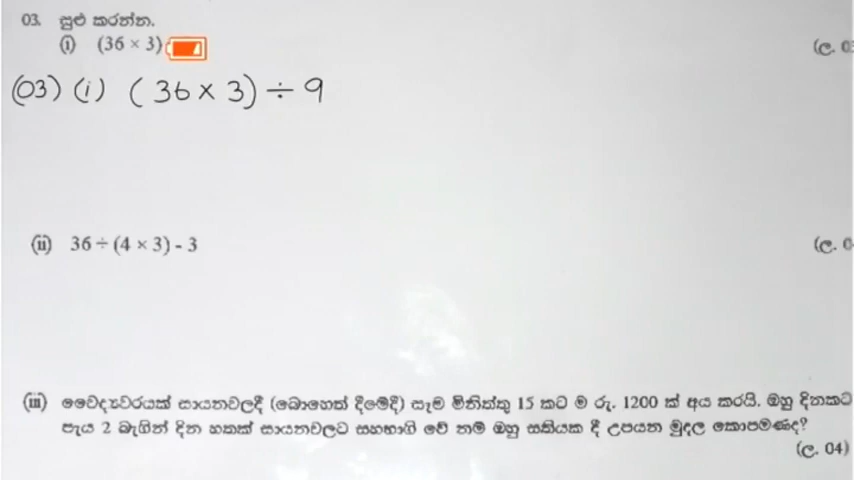 03. සුළු කරන්න.
(i) (36 × 3)
(ල. 03
(03) (i) (36 × 3) ÷ 9
(ii) 36 ÷ (4 × 3) - 3
(ල. 0
(iii) වෛද්‍යවරයක් සායනවලදී (බොහෙත් දීමේදී) සෑම මිනිත්තු 15 කට ම රු. 1200 ක් අය කරයි. ඔහු දිනකට
පැය 2 බැගින් දින හතක් සායනවලට සහභාගි වේ නම් ඔහු සතියක දී උපයන මුදල කොපමණද?
(ල. 04)